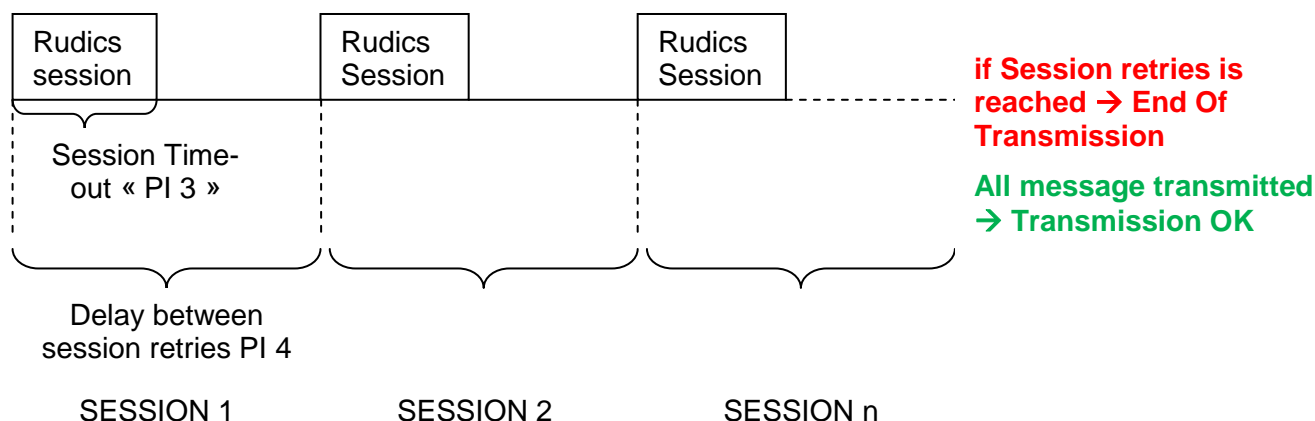 Rudics
session
Rudics
Session
Rudics
Session
if Session retries is
reached → End Of
Transmission
All message transmitted
→ Transmission OK
Session Time-
out « PI 3 »
Delay between
session retries PI 4
SESSION 1
SESSION 2
SESSION n